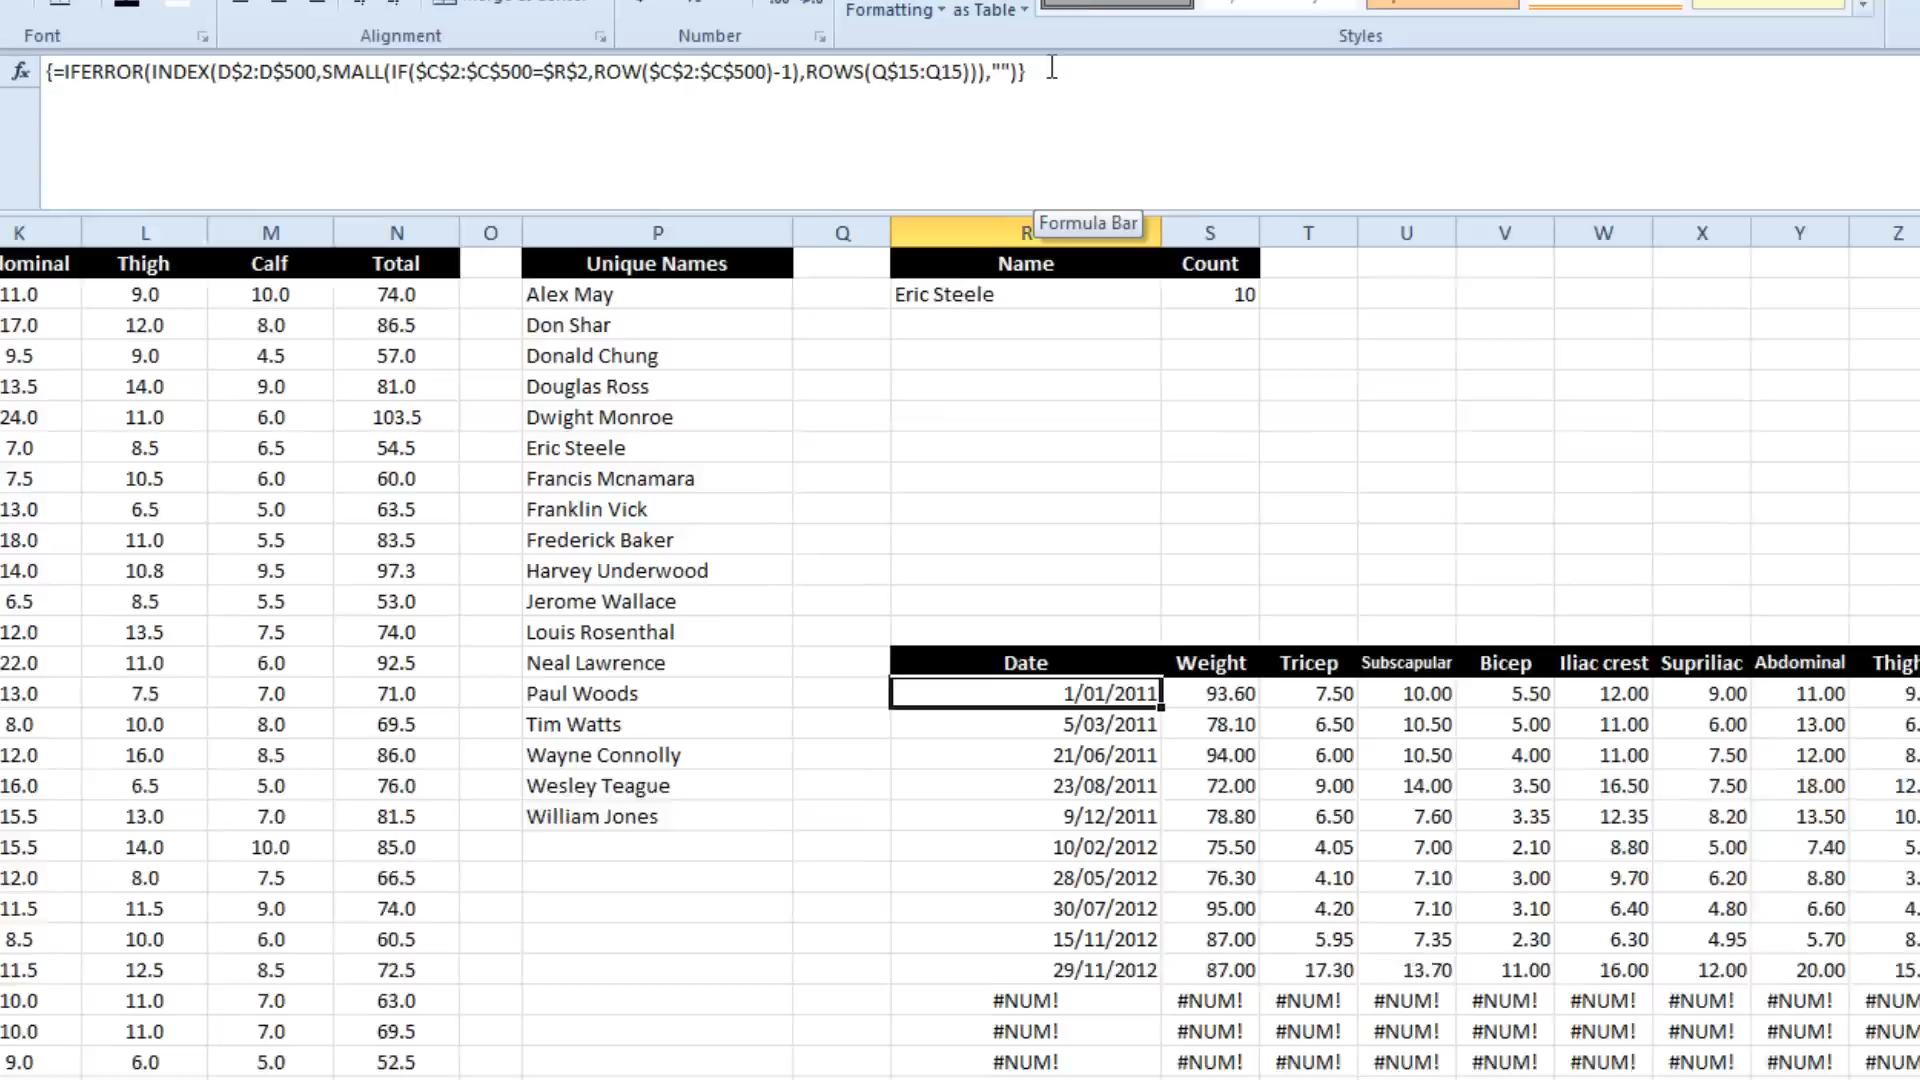 Formatting as Table
Font Alignment Number Styles
fx {=IFERROR(INDEX(D$2:D$500,SMALL(IF($C$2:$C$500=$R$2,ROW($C$2:$C$500)-1),ROWS(Q$15:Q15))),"")}
Formula Bar
K L M N O P Q R S T U V W X Y Z
dominal Thigh Calf Total Unique Names Name Count
11.0 9.0 10.0 74.0 Alex May Eric Steele 10
17.0 12.0 8.0 86.5 Don Shar
9.5 9.0 4.5 57.0 Donald Chung
13.5 14.0 9.0 81.0 Douglas Ross
24.0 11.0 6.0 103.5 Dwight Monroe
7.0 8.5 6.5 54.5 Eric Steele
7.5 10.5 6.0 60.0 Francis Mcnamara
13.0 6.5 5.0 63.5 Franklin Vick
18.0 11.0 5.5 83.5 Frederick Baker
14.0 10.8 9.5 97.3 Harvey Underwood
6.5 8.5 5.5 53.0 Jerome Wallace
12.0 13.5 7.5 74.0 Louis Rosenthal
22.0 11.0 6.0 92.5 Neal Lawrence Date Weight Tricep Subscapular Bicep Iliac crest Supriliac Abdominal Thigh
13.0 7.5 7.0 71.0 Paul Woods 1/01/2011 93.60 7.50 10.00 5.50 12.00 9.00 11.00 9.
8.0 10.0 8.0 69.5 Tim Watts 5/03/2011 78.10 6.50 10.50 5.00 11.00 6.00 13.00 6.
12.0 16.0 8.5 86.0 Wayne Connolly 21/06/2011 94.00 6.00 10.50 4.00 11.00 7.50 12.00 8.
16.0 6.5 5.0 76.0 Wesley Teague 23/08/2011 72.00 9.00 14.00 3.50 16.50 7.50 18.00 12.
15.5 13.0 7.0 81.5 William Jones 9/12/2011 78.80 6.50 7.60 3.35 12.35 8.20 13.50 10.
15.5 14.0 10.0 85.0 10/02/2012 75.50 4.05 7.00 2.10 8.80 5.00 7.40 5.
12.0 8.0 7.5 66.5 28/05/2012 76.30 4.10 7.10 3.00 9.70 6.20 8.80 3.
11.5 11.5 9.0 74.0 30/07/2012 95.00 4.20 7.10 3.10 6.40 4.80 6.60 4.
8.5 10.0 6.0 60.5 15/11/2012 87.00 5.95 7.35 2.30 6.30 4.95 5.70 8.
11.5 12.5 8.5 72.5 29/11/2012 87.00 17.30 13.70 11.00 16.00 12.00 20.00 15.
10.0 11.0 7.0 63.0 #NUM! #NUM! #NUM! #NUM! #NUM! #NUM! #NUM! #NUM! #NUM
10.0 11.0 7.0 69.5 #NUM! #NUM! #NUM! #NUM! #NUM! #NUM! #NUM! #NUM! #NUM
9.0 6.0 5.0 52.5 #NUM! #NUM! #NUM! #NUM! #NUM! #NUM! #NUM! #NUM! #NUM